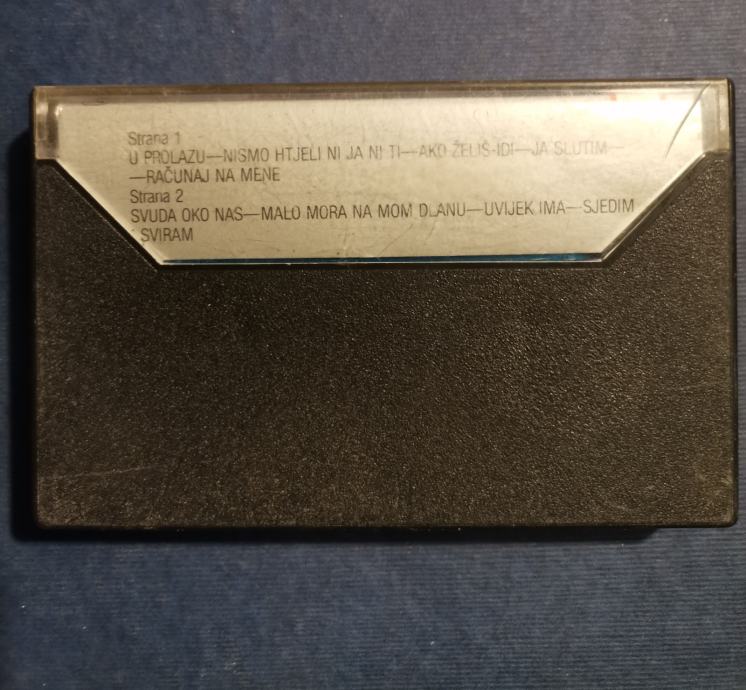 Strana 1
U PROLAZU—NISMO HTJELI NI JA NI TI—AKO ŽELIŠ-IDI—JA SLUTIM—
—RAČUNAJ NA MENE
Strana 2
SVUDA OKO NAS—MALO MORA NA MOM DLANU—UVIJEK IMA—SJEDIM
SVIRAM